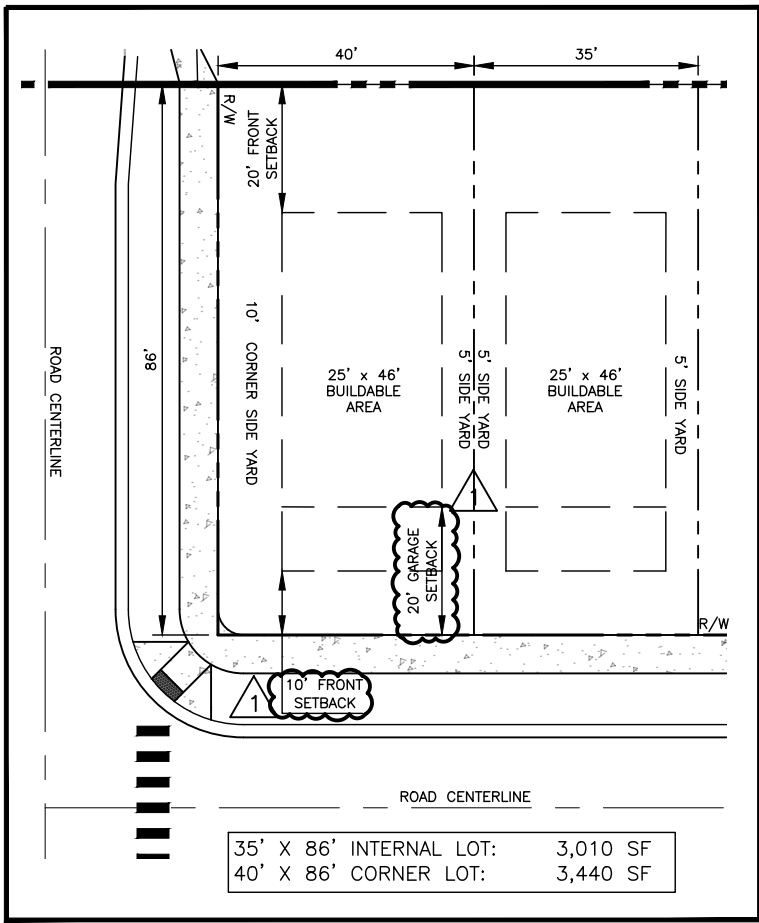 40'
35'
R/W
20' FRONT
SETBACK
86'
10' CORNER SIDE YARD
ROAD CENTERLINE
25' x 46'
BUILDABLE
AREA
5' SIDE YARD
5' SIDE YARD
25' x 46'
BUILDABLE
AREA
5' SIDE YARD
1
20' GARAGE
SETBACK
R/W
1
10' FRONT
SETBACK
ROAD CENTERLINE
35' X 86' INTERNAL LOT: 3,010 SF
40' X 86' CORNER LOT: 3,440 SF